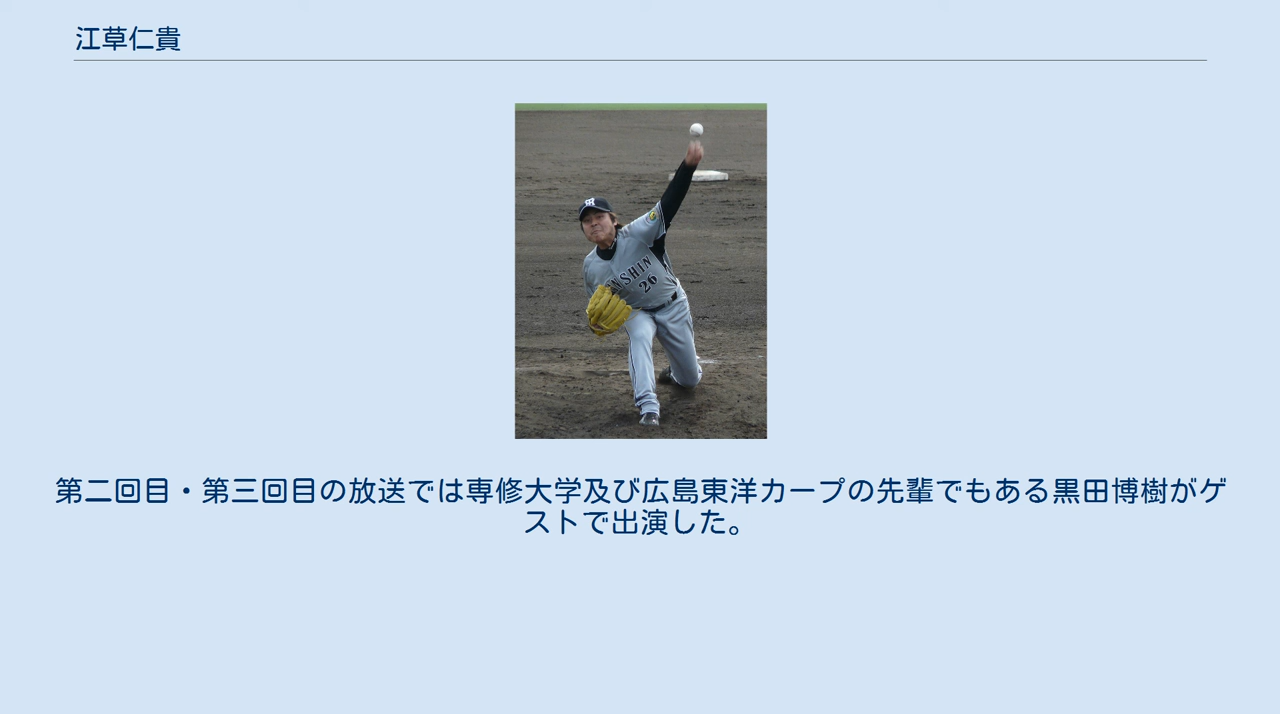 江草仁貴
NSHIN
26
第二回目・第三回目の放送では専修大学及び広島東洋カープの先輩でもある黒田博樹がゲ
ストで出演した。